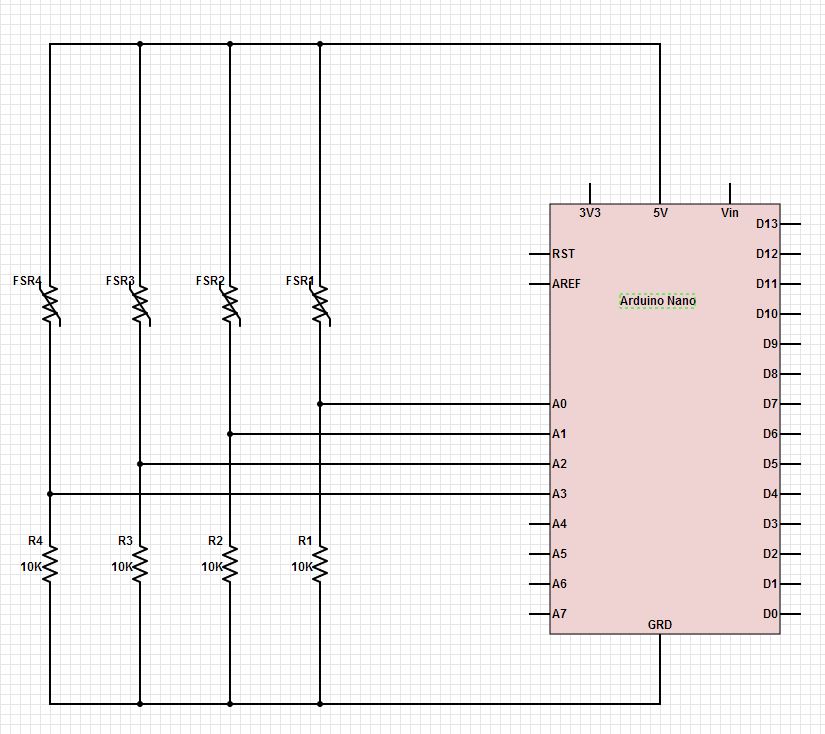 3V3 5V Vin
D13
RST D12
FSR4 FSR3 FSR2 FSR1 AREF D11
Arduino Nano
D10
D9
D8
A0 D7
A1 D6
A2 D5
A3 D4
A4 D3
R4 R3 R2 R1
A5 D2
10K 10K 10K 10K
A6 D1
A7 D0
GRD